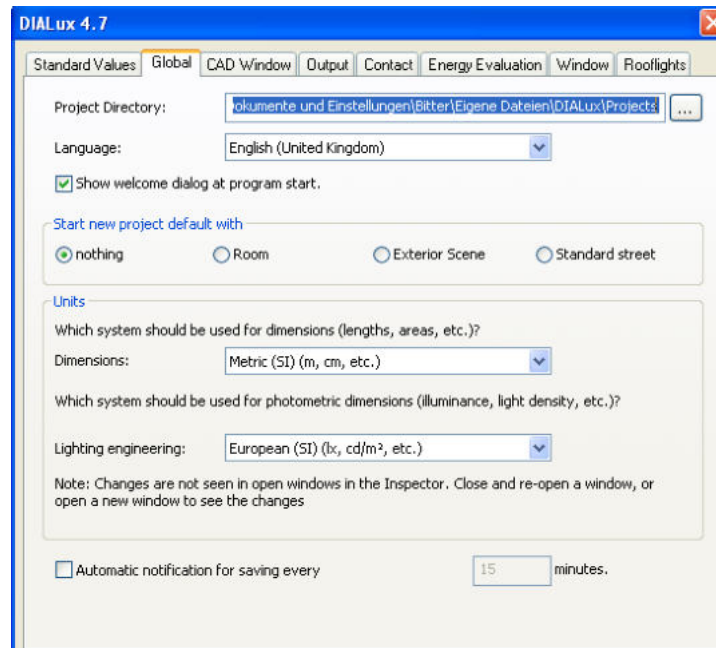 DIALux 4.7
Standard Values Global CAD Window Output Contact Energy Evaluation Window Rooflights
Project Directory: okumente und Einstellungen\Bitter\Eigene Dateien\DIALux\Projects ...
Language: English (United Kingdom)
Show welcome dialog at program start.
Start new project default with
nothing Room Exterior Scene Standard street
Units
Which system should be used for dimensions (lengths, areas, etc.)?
Dimensions: Metric (SI) (m, cm, etc.)
Which system should be used for photometric dimensions (illuminance, light density, etc.)?
Lighting engineering: European (SI) (lx, cd/m², etc.)
Note: Changes are not seen in open windows in the Inspector. Close and re-open a window, or
open a new window to see the changes
Automatic notification for saving every 15 minutes.